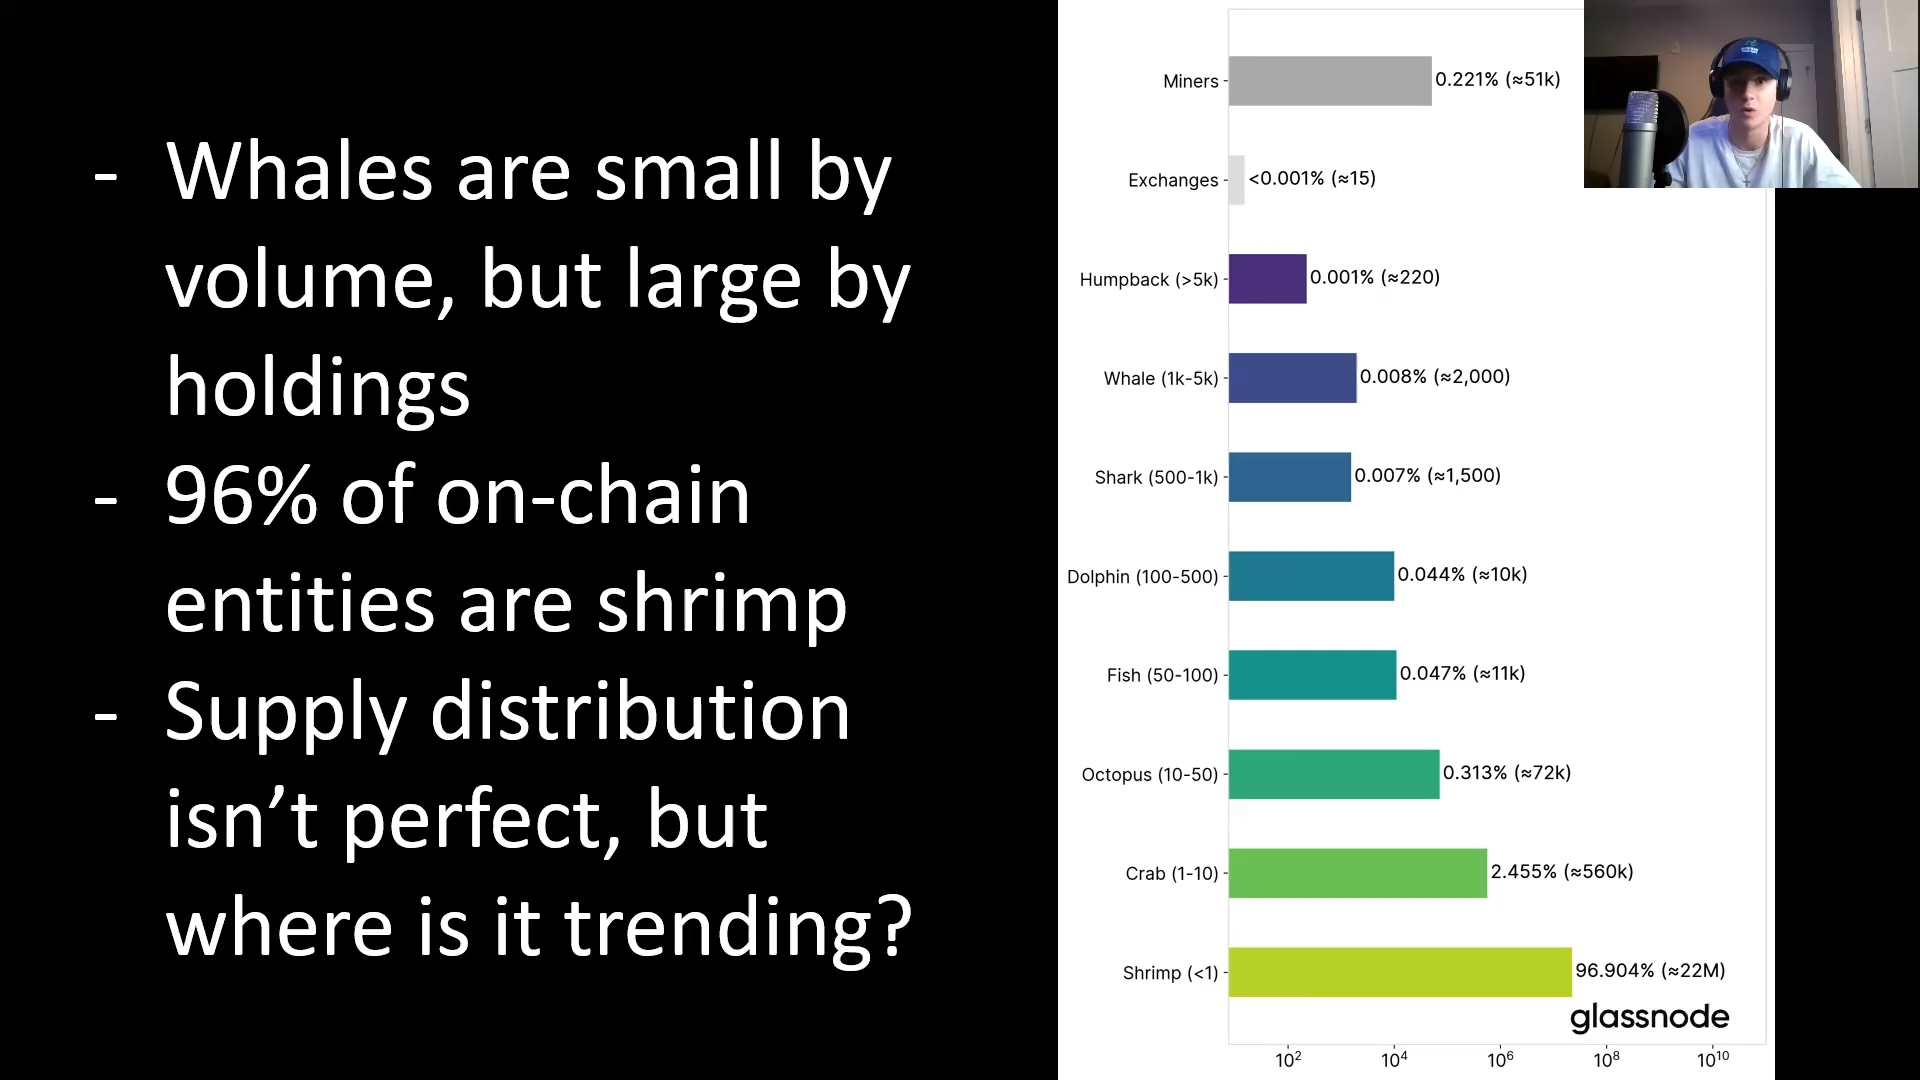 - Whales are small by
volume, but large by
holdings
- 96% of on-chain
entities are shrimp
- Supply distribution
isn’t perfect, but
where is it trending?
Miners 0.221% (≈51k)
Exchanges <0.001% (≈15)
Humpback (>5k) 0.001% (≈220)
Whale (1k-5k) 0.008% (≈2,000)
Shark (500-1k) 0.007% (≈1,500)
Dolphin (100-500) 0.044% (≈10k)
Fish (50-100) 0.047% (≈11k)
Octopus (10-50) 0.313% (≈72k)
Crab (1-10) 2.455% (≈560k)
Shrimp (<1) 96.904% (≈22M)
glassnode
10² 10⁴ 10⁶ 10⁸ 10¹⁰